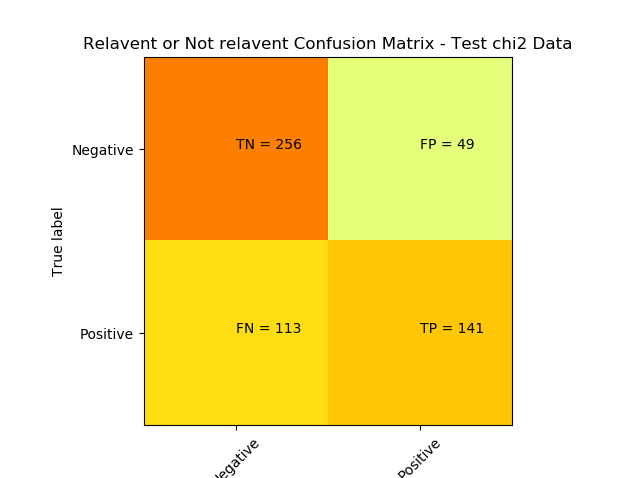 Relavent or Not relavent Confusion Matrix - Test chi2 Data
Negative
TN = 256
FP = 49
True label
Positive
FN = 113
TP = 141
Positive